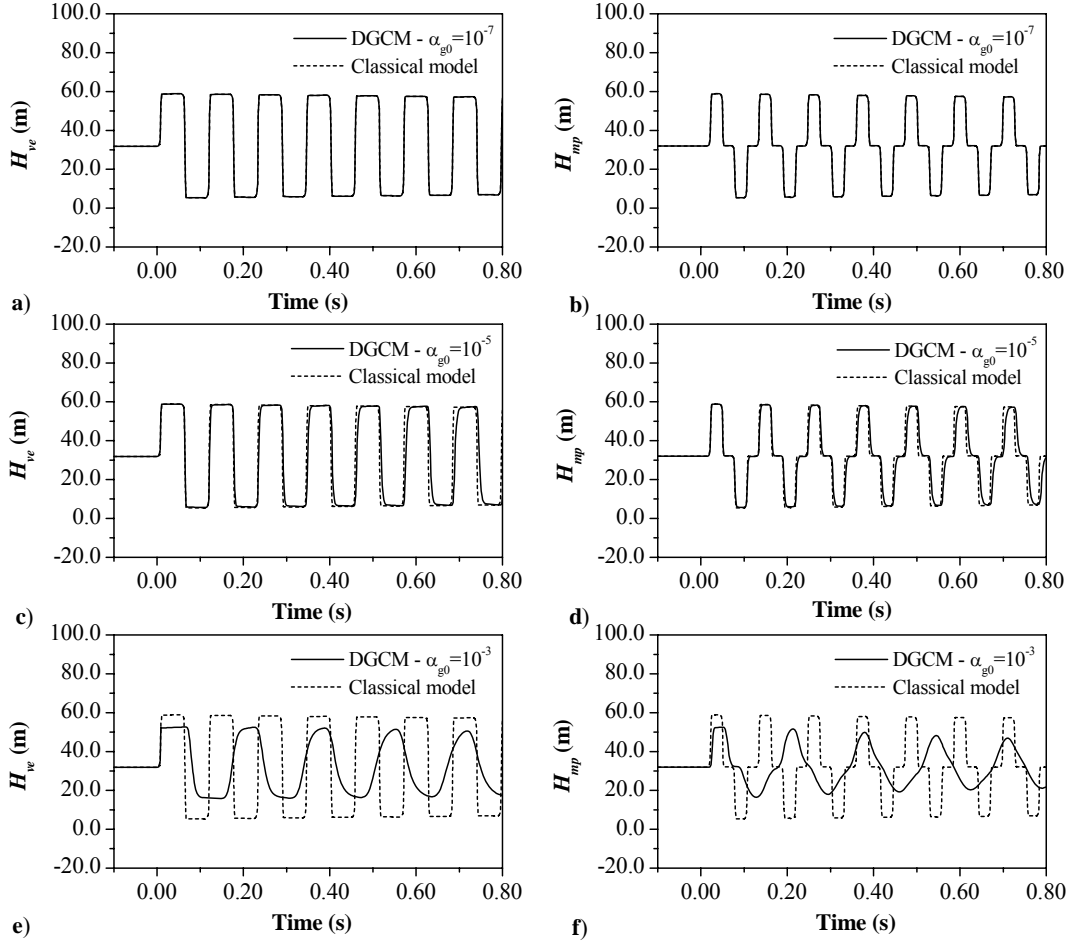 100.0
80.0
60.0
40.0
20.0
0.0
-20.0
H_ve (m)
DGCM - α_g0=10^-7
Classical model
0.00 0.20 0.40 0.60 0.80
Time (s)
a)
100.0
80.0
60.0
40.0
20.0
0.0
-20.0
H_mp (m)
DGCM - α_g0=10^-7
Classical model
0.00 0.20 0.40 0.60 0.80
Time (s)
b)
100.0
80.0
60.0
40.0
20.0
0.0
-20.0
H_ve (m)
DGCM - α_g0=10^-5
Classical model
0.00 0.20 0.40 0.60 0.80
Time (s)
c)
100.0
80.0
60.0
40.0
20.0
0.0
-20.0
H_mp (m)
DGCM - α_g0=10^-5
Classical model
0.00 0.20 0.40 0.60 0.80
Time (s)
d)
100.0
80.0
60.0
40.0
20.0
0.0
-20.0
H_ve (m)
DGCM - α_g0=10^-3
Classical model
0.00 0.20 0.40 0.60 0.80
Time (s)
e)
100.0
80.0
60.0
40.0
20.0
0.0
-20.0
H_mp (m)
DGCM - α_g0=10^-3
Classical model
0.00 0.20 0.40 0.60 0.80
Time (s)
f)